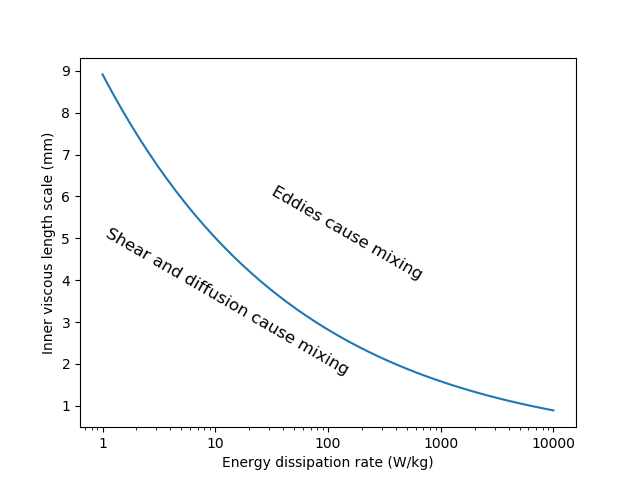 9
8
7
6
5
4
3
2
1
Inner viscous length scale (mm)
Eddies cause mixing
Shear and diffusion cause mixing
1 10 100 1000 10000
Energy dissipation rate (W/kg)